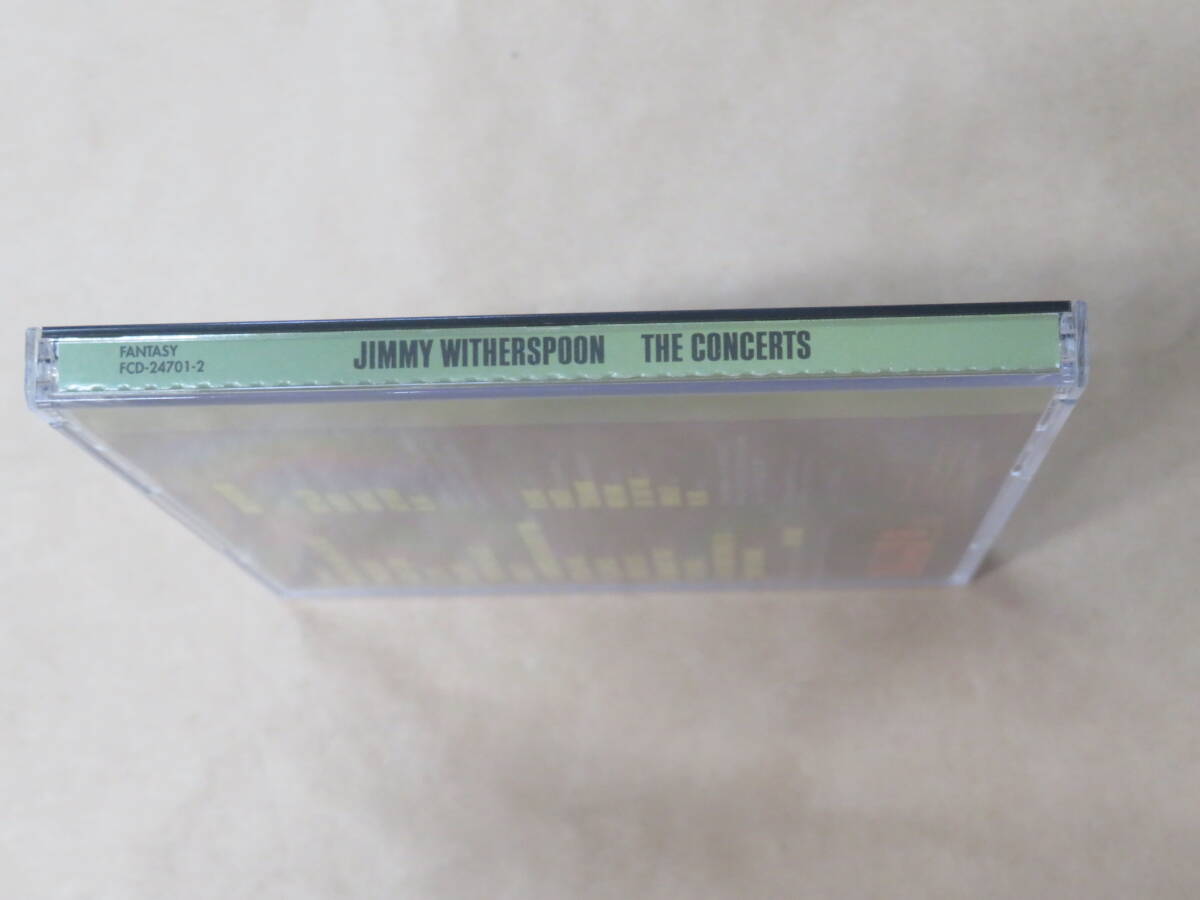 FANTASY
FCD-24701-2
JIMMY WITHERSPOON THE CONCERTS